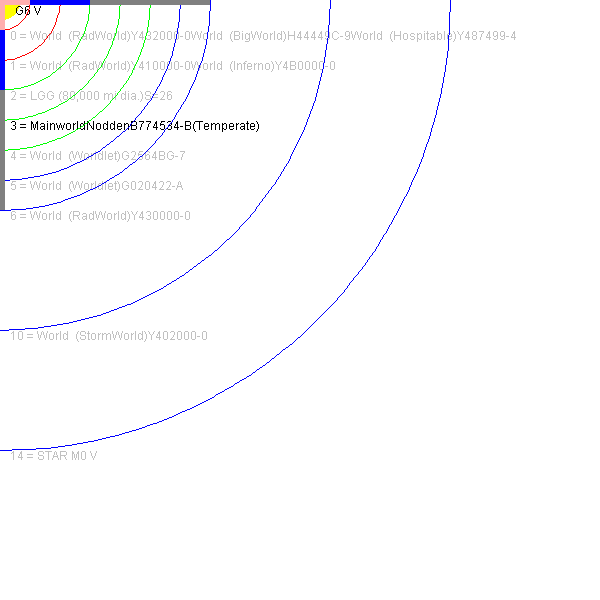 G6 V
0 = World (RadWorld)Y432000-0World (BigWorld)H44449C-9World (Hospitable)Y487499-4
1 = World (RadWorld)Y410000-0World (Inferno)Y4B0000-0
2 = LGG (80,000 mi dia.)S=26
3 = MainworldNoddenB774534-B(Temperate)
4 = World (Worldlet)G2564BG-7
5 = World (Worldlet)G020422-A
6 = World (RadWorld)Y430000-0
10 = World (StormWorld)Y402000-0
14 = STAR M0 V